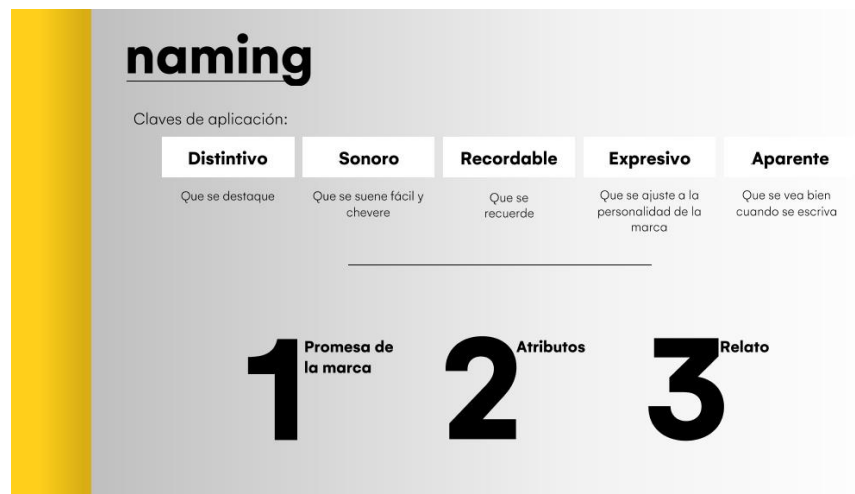 naming
Claves de aplicación:
Distintivo
Que se destaque
Sonoro
Que se suene fácil y
chevere
Recordable
Que se
recuerde
Expresivo
Que se ajuste a la
personalidad de la
marca
Aparente
Que se vea bien
cuando se escriva
1
Promesa de
la marca
2
Atributos
3
Relato